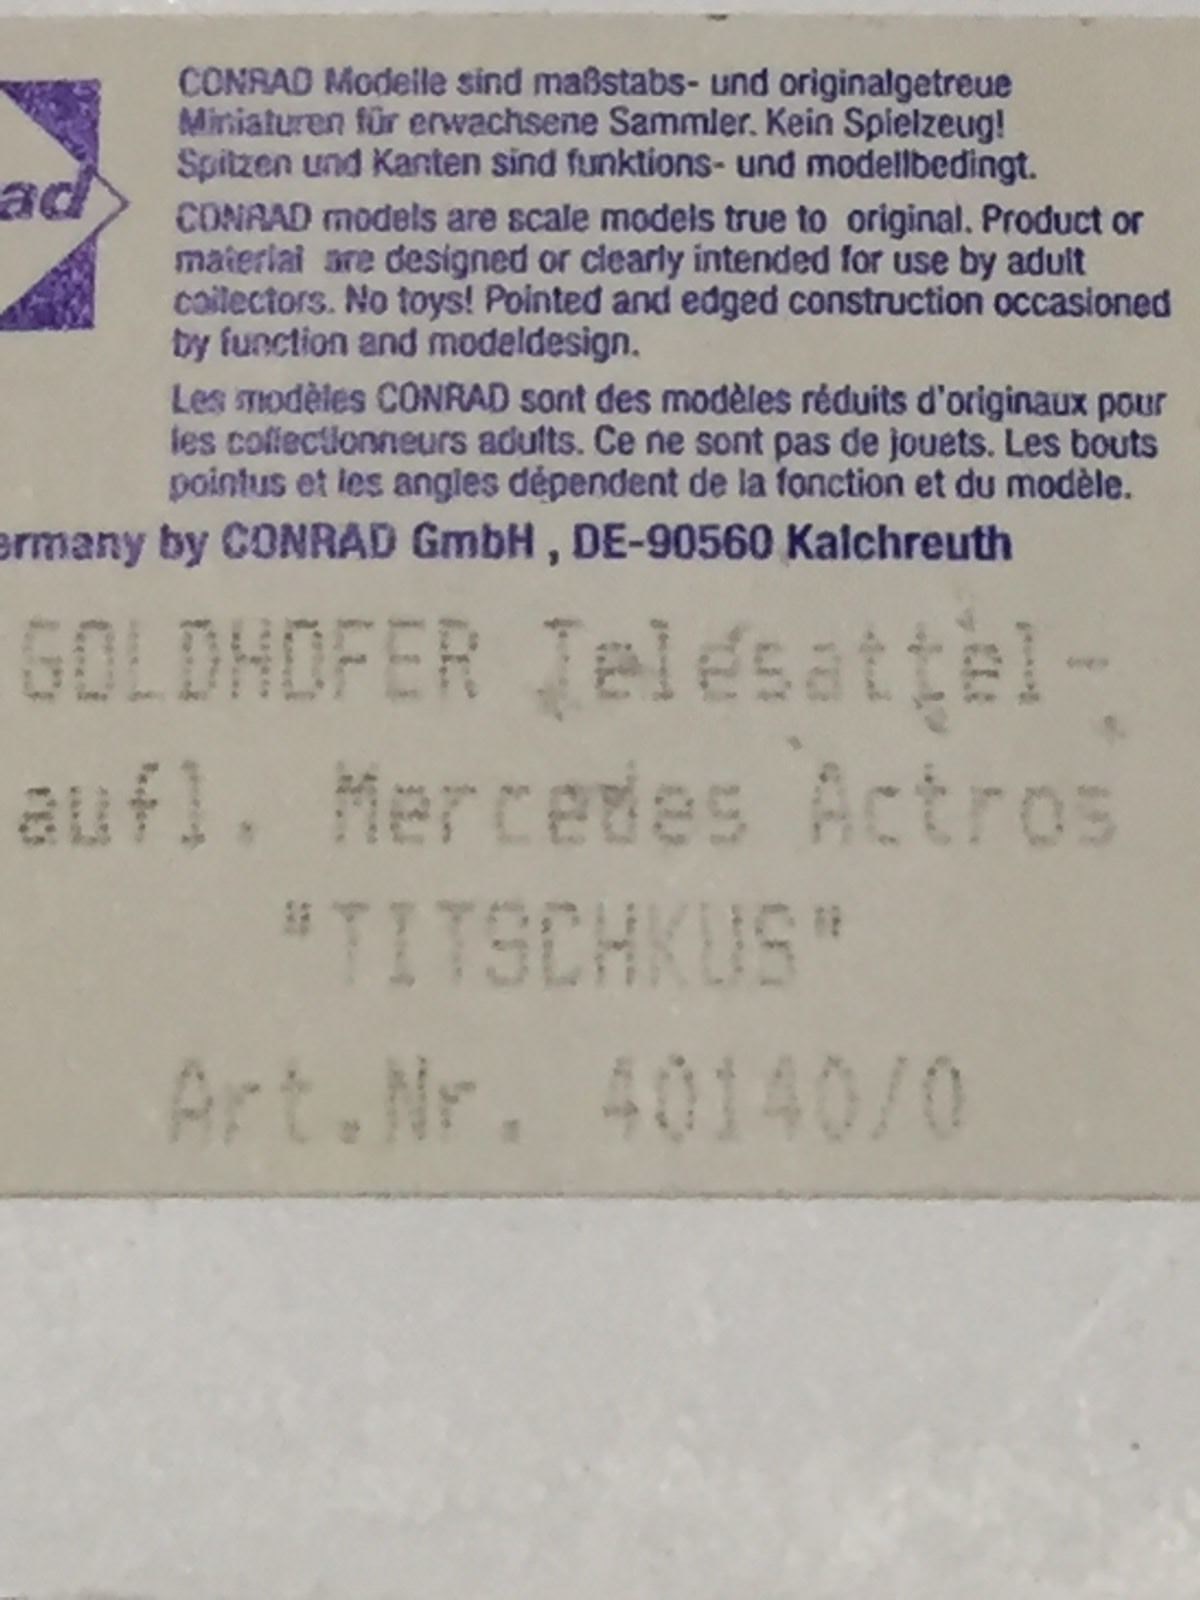 CONRAD Modelle sind maßstabs- und originalgetreue
Miniaturen für erwachsene Sammler. Kein Spielzeug!
Spitzen und Kanten sind funktions- und modellbedingt.
ad
CONRAD models are scale models true to original. Product or
material are designed or clearly intended for use by adult
collectors. No toys! Pointed and edged construction occasioned
by function and modeldesign.
Les modèles CONRAD sont des modèles réduits d'originaux pour
les collectionneurs adults. Ce ne sont pas de jouets. Les bouts
pointus et les angles dépendent de la fonction et du modèle.
ermany by CONRAD GmbH , DE-90560 Kalchreuth
GOLDHOFER Telesattel-
aufl. Mercedes Actros
"TITSCHKUS"
Art.Nr. 40140/0